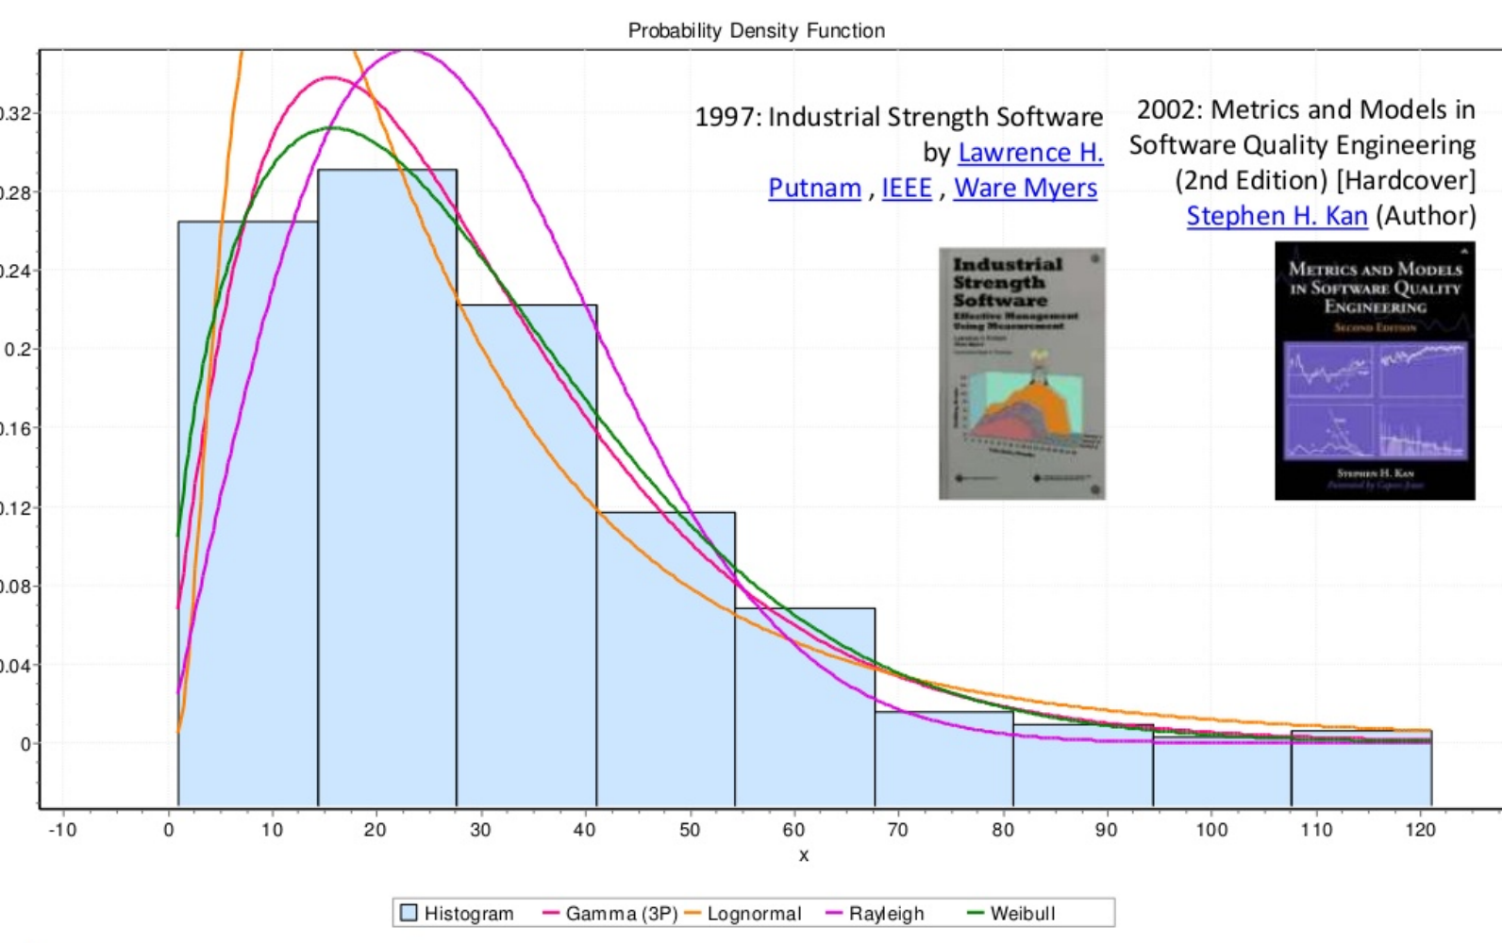 Probability Density Function
1997: Industrial Strength Software
by Lawrence H.
Putnam , IEEE , Ware Myers
2002: Metrics and Models in
Software Quality Engineering
(2nd Edition) [Hardcover]
Stephen H. Kan (Author)
Industrial
Strength
Software
Effective Management
Using Measurement
METRICS AND MODELS
IN SOFTWARE QUALITY
ENGINEERING
SECOND EDITION
STEPHEN H. KAN
0.32
0.28
0.24
0.2
0.16
0.12
0.08
0.04
0
-10 0 10 20 30 40 50 60 70 80 90 100 110 120
x
Histogram Gamma (3P) Lognormal Rayleigh Weibull